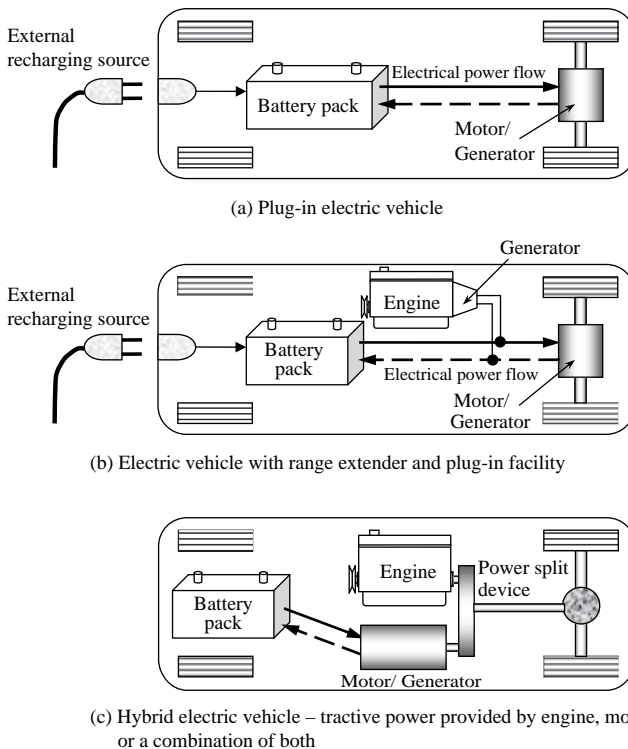 External
recharging source
Electrical power flow
Battery pack
Motor/
Generator
(a) Plug-in electric vehicle
Generator
External
recharging source
Engine
Battery
pack
Electrical power flow
Motor/
Generator
(b) Electric vehicle with range extender and plug-in facility
Engine
Power split
device
Battery
pack
Motor/ Generator
(c) Hybrid electric vehicle – tractive power provided by engine, mo
or a combination of both